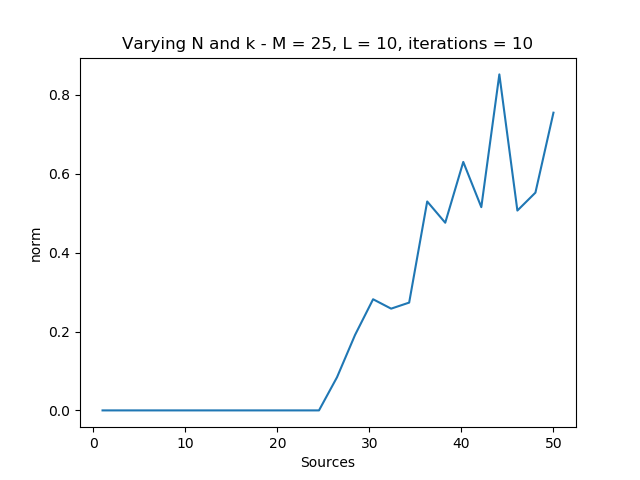 Varying N and k - M = 25, L = 10, iterations = 10
0.8
0.6
0.4
0.2
0.0
norm
0 10 20 30 40 50
Sources